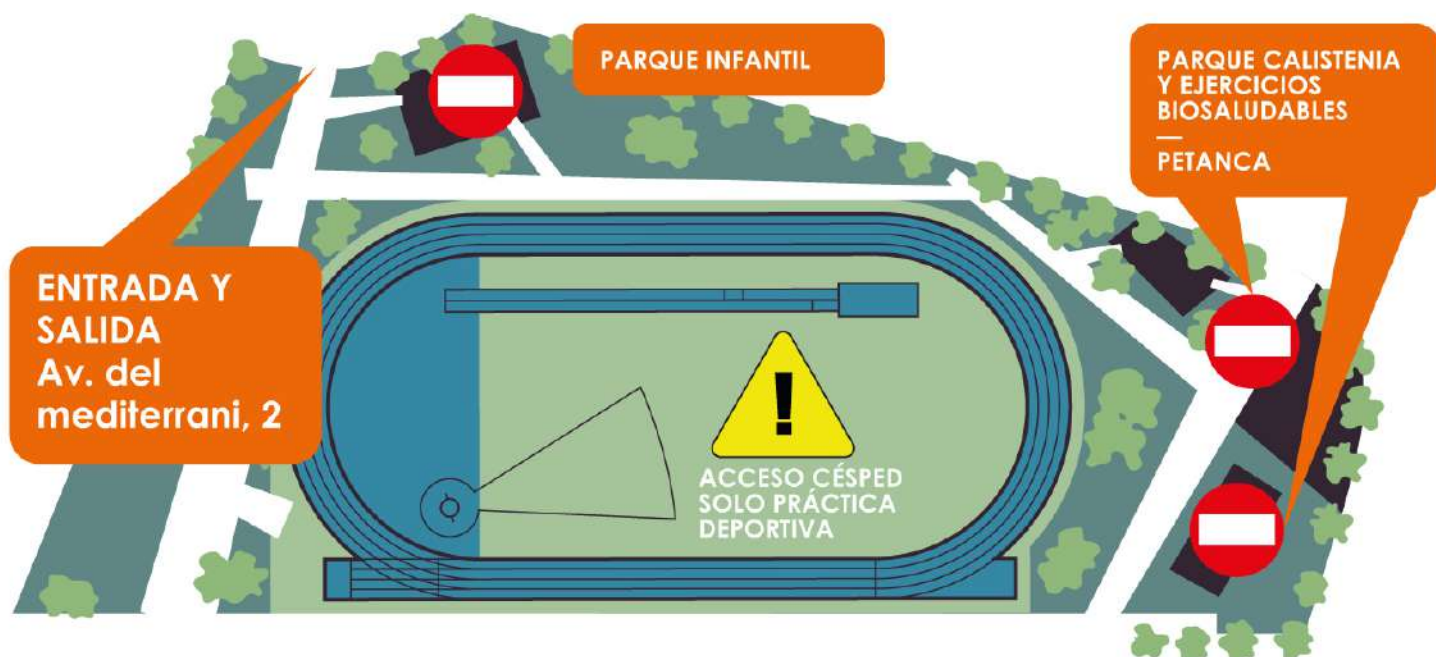 PARQUE INFANTIL
PARQUE CALISTENIA
Y EJERCICIOS
BIOSALUDABLES
—
PETANCA
ENTRADA Y
SALIDA
Av. del
mediterrani, 2
ACCESO CÉSPED
SOLO PRÁCTICA
DEPORTIVA